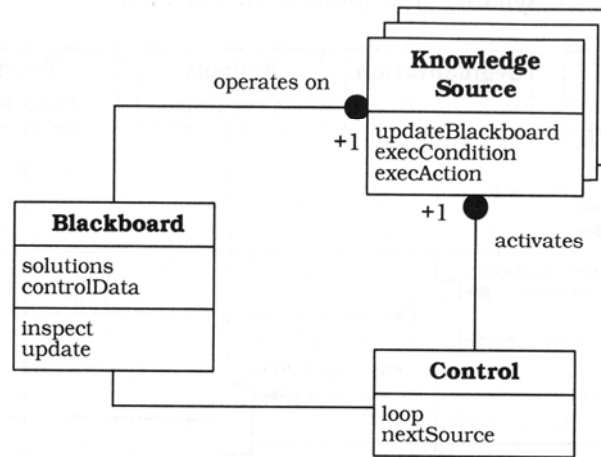 Knowledge
Source
operates on
+1
updateBlackboard
execCondition
execAction
+1
activates
Blackboard
solutions
controlData
inspect
update
Control
loop
nextSource